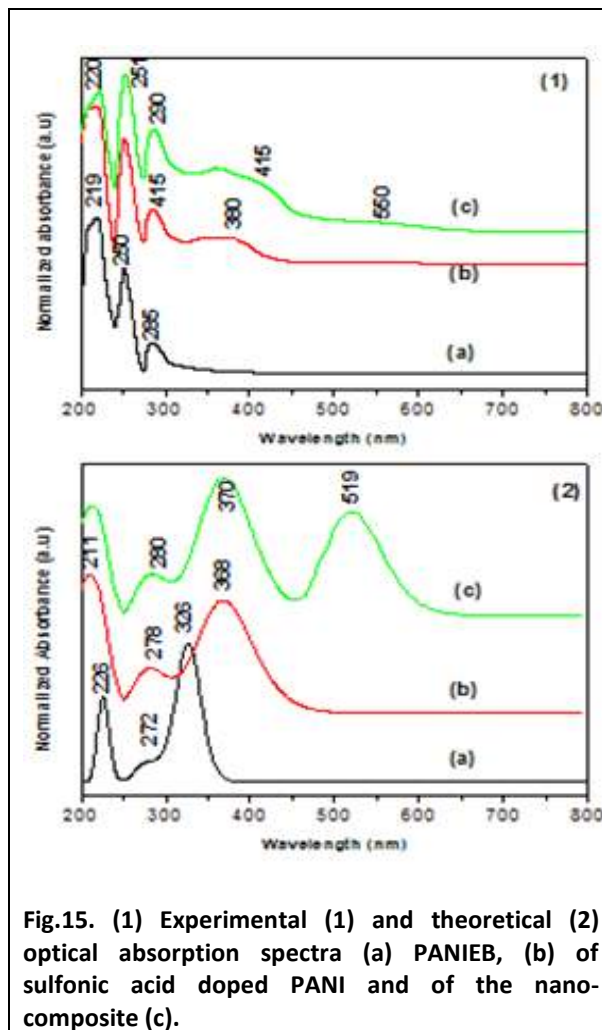 220
251
(1)
290
415
550
219
415
380
(c)
250
(b)
285
(a)
Normalized absorbance (a.u)
200 300 400 500 600 700 800
Wavelength (nm)
(2)
519
370
211
280
368
(c)
326
278
226
(b)
272
(a)
Normalized Absorbance (a.u)
200 300 400 500 600 700 800
Wavelength (nm)
Fig.15. (1) Experimental (1) and theoretical (2)
optical absorption spectra (a) PANIEB, (b) of
sulfonic acid doped PANI and of the nano-
composite (c).